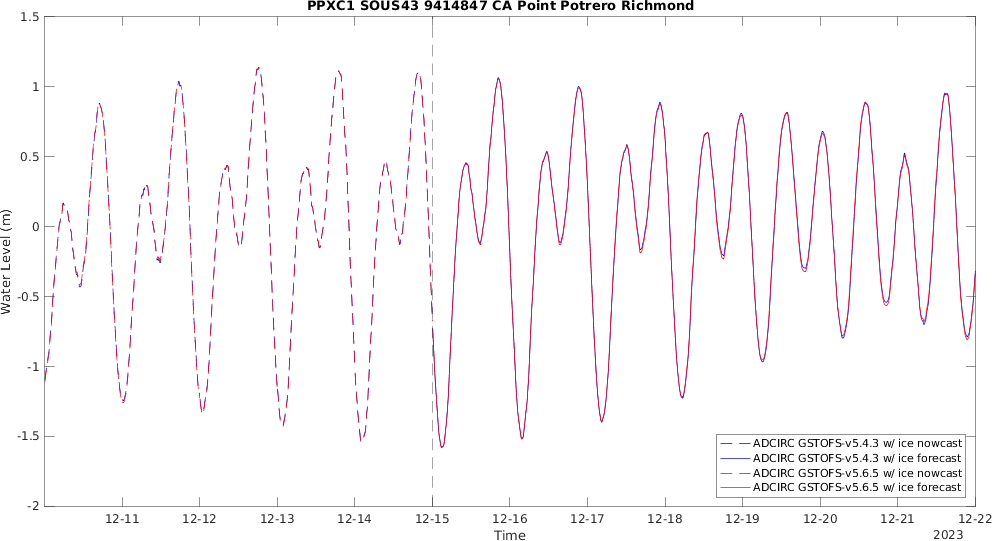 PPXC1 SOUS43 9414847 CA Point Potrero Richmond
Water Level (m)
1.5
1
0.5
0
-0.5
-1
-1.5
-2
ADCIRC GSTOFS-v5.4.3 w/ ice nowcast
ADCIRC GSTOFS-v5.4.3 w/ ice forecast
ADCIRC GSTOFS-v5.6.5 w/ ice nowcast
ADCIRC GSTOFS-v5.6.5 w/ ice forecast
12-11 12-12 12-13 12-14 12-15 12-16 12-17 12-18 12-19 12-20 12-21 12-22
Time
2023